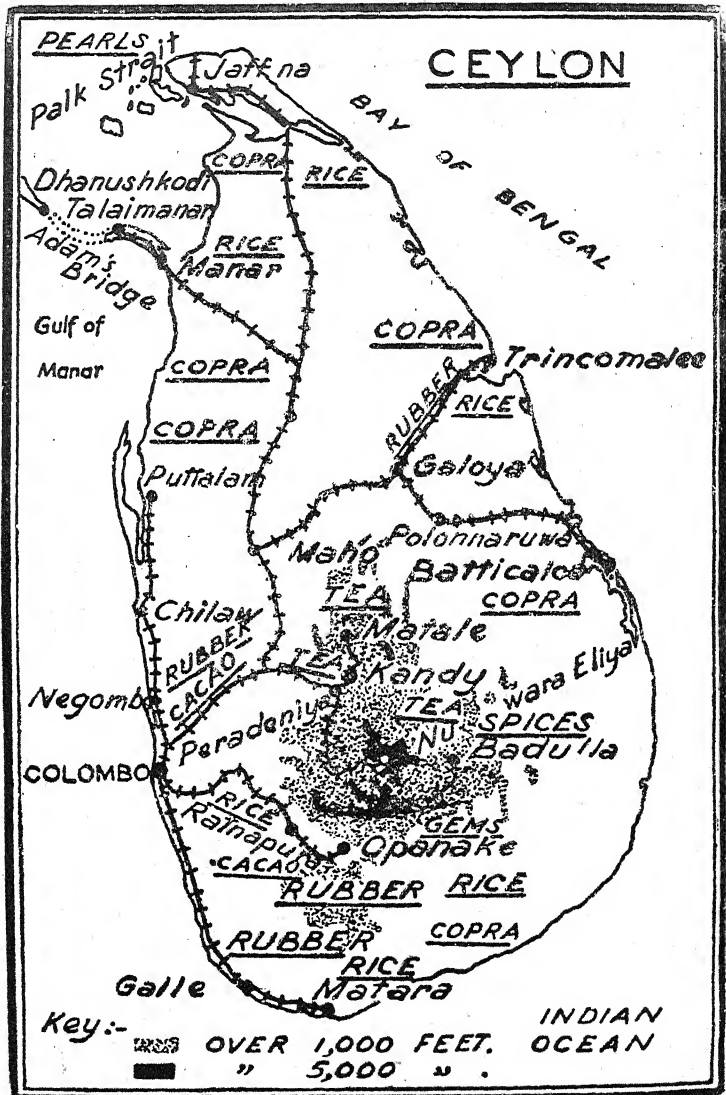 CEYLON
PEARLS
Palk Strait
Jaffna
BAY OF BENGAL
COPRA
RICE
Dhanushkodi
Talaimanar
Adam's
Bridge
RICE
Manar
Gulf of
Manar
COPRA
COPRA
Trincomalee
RUBBER
RICE
COPRA
Puttalam
Galoya
Maho
Polonnaruwa
Batticaloa
TEA
COPRA
Chilaw
Matale
RUBBER
CACAO
TEA
Kandy
Nuwara Eliya
Negombo
Peradeniya
TEA
SPICES
Badulla
COLOMBO
RICE
Ratnapura
GEMS
Opanake
CACAO
RUBBER
RICE
COPRA
RUBBER
RICE
Galle
Matara
Key:-
INDIAN
OCEAN
OVER 1,000 FEET.
" 5,000 " .